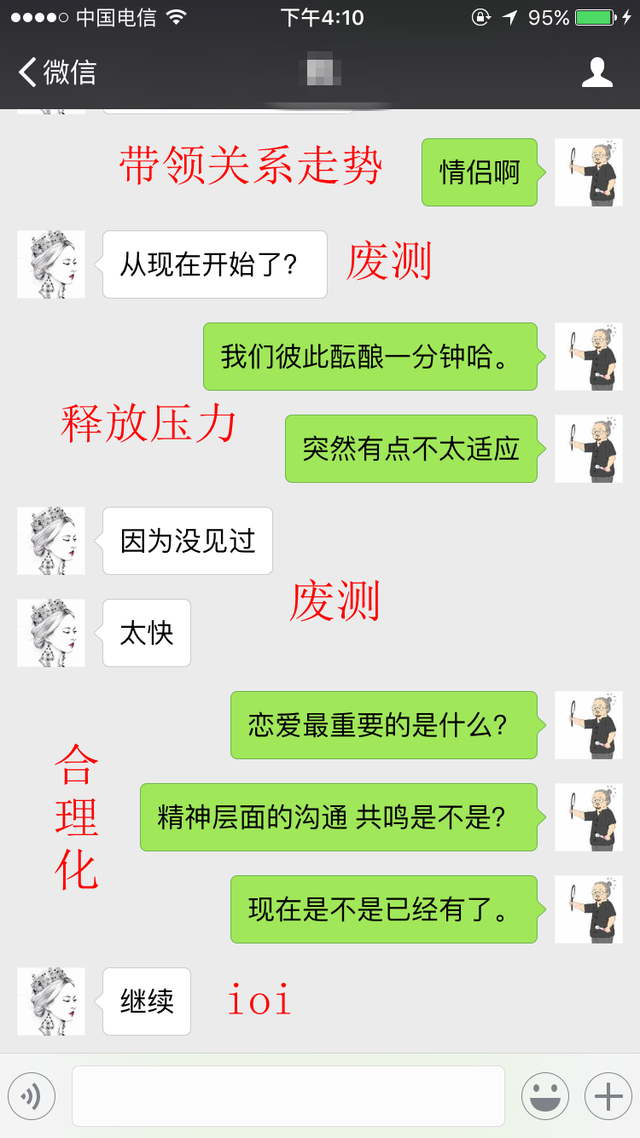 中国电信 下午4:10 95%
微信
带领关系走势 情侣啊
从现在开始了? 废测
我们彼此酝酿一分钟哈。
释放压力
突然有点不太适应
因为没见过
废测
太快
恋爱最重要的是什么?
合理化
精神层面的沟通 共鸣是不是?
现在是不是已经有了。
继续 ioi